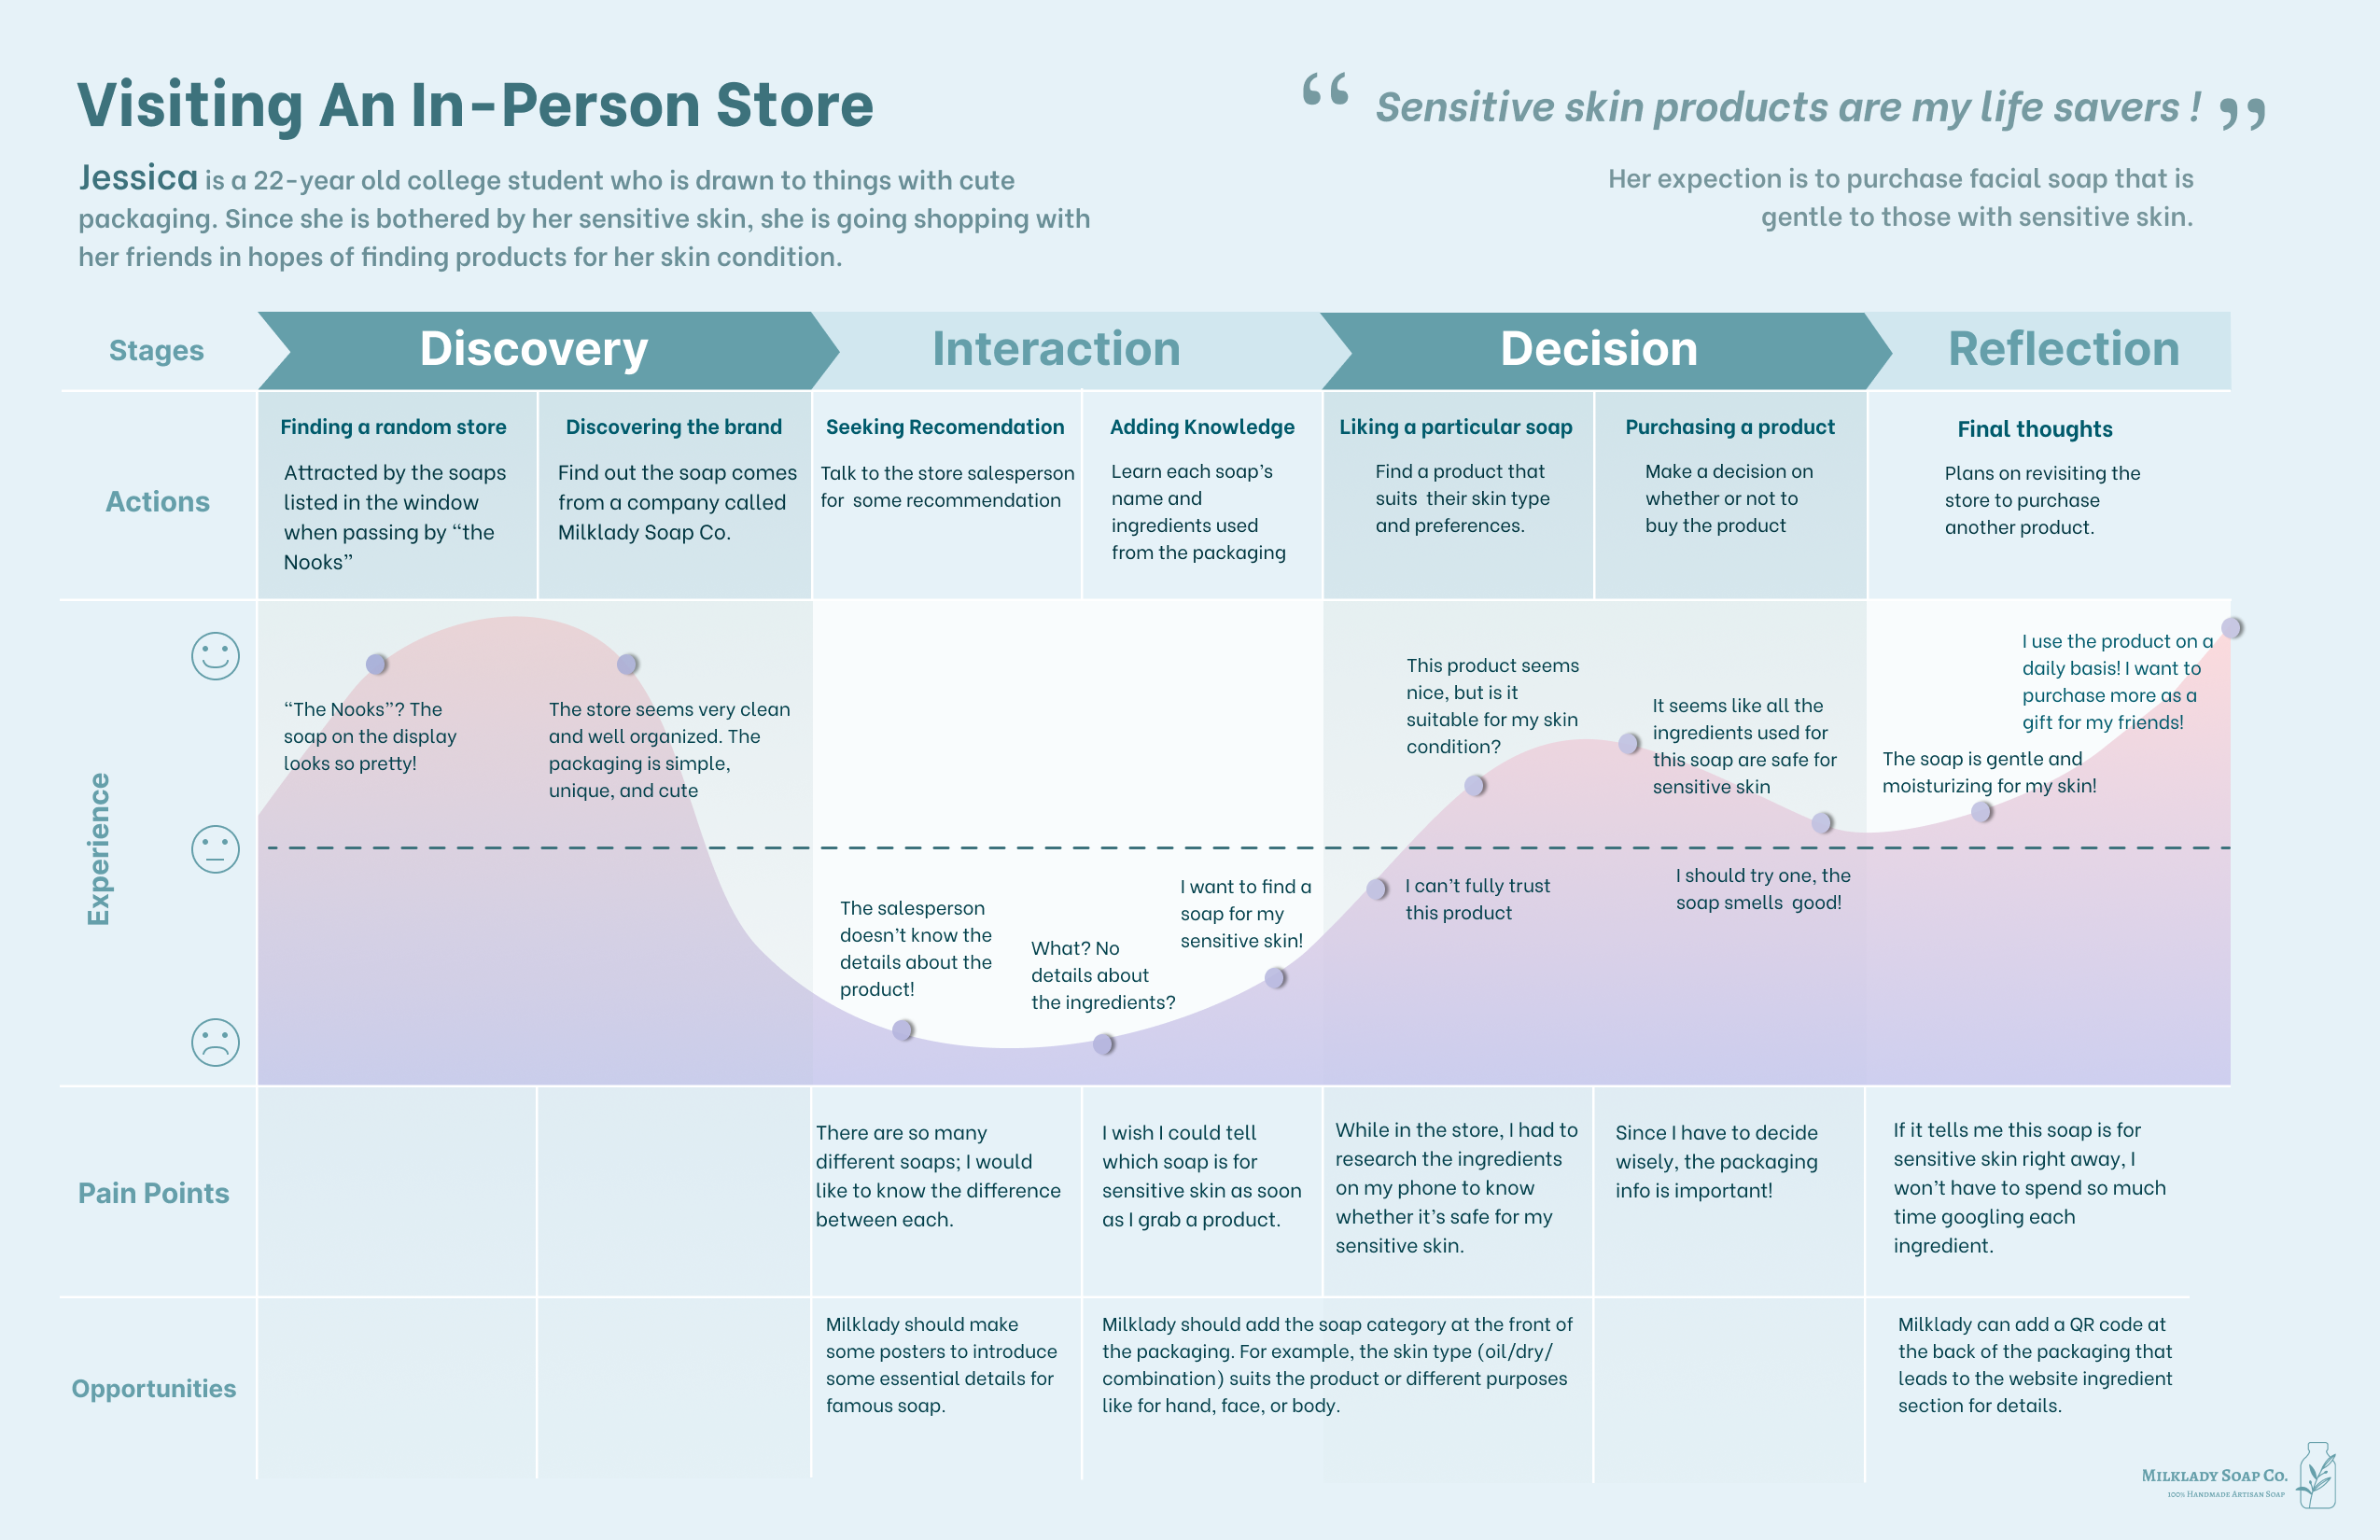 Visiting An In-Person Store
“ Sensitive skin products are my life savers ! ”
Jessica is a 22-year old college student who is drawn to things with cute
packaging. Since she is bothered by her sensitive skin, she is going shopping with
her friends in hopes of finding products for her skin condition.
Her expection is to purchase facial soap that is
gentle to those with sensitive skin.
Stages
Discovery
Interaction
Decision
Reflection
Actions
Finding a random store
Attracted by the soaps
listed in the window
when passing by “the
Nooks”
Discovering the brand
Find out the soap comes
from a company called
Milklady Soap Co.
Seeking Recomendation
Talk to the store salesperson
for some recommendation
Adding Knowledge
Learn each soap’s
name and
ingredients used
from the packaging
Liking a particular soap
Find a product that
suits their skin type
and preferences.
Purchasing a product
Make a decision on
whether or not to
buy the product
Final thoughts
Plans on revisiting the
store to purchase
another product.
Experience
“The Nooks”? The
soap on the display
looks so pretty!
The store seems very clean
and well organized. The
packaging is simple,
unique, and cute
The salesperson
doesn’t know the
details about the
product!
What? No
details about
the ingredients?
I want to find a
soap for my
sensitive skin!
I can’t fully trust
this product
This product seems
nice, but is it
suitable for my skin
condition?
It seems like all the
ingredients used for
this soap are safe for
sensitive skin
I should try one, the
soap smells good!
The soap is gentle and
moisturizing for my skin!
I use the product on a
daily basis! I want to
purchase more as a
gift for my friends!
Pain Points
There are so many
different soaps; I would
like to know the difference
between each.
I wish I could tell
which soap is for
sensitive skin as soon
as I grab a product.
While in the store, I had to
research the ingredients
on my phone to know
whether it’s safe for my
sensitive skin.
Since I have to decide
wisely, the packaging
info is important!
If it tells me this soap is for
sensitive skin right away, I
won’t have to spend so much
time googling each
ingredient.
Opportunities
Milklady should make
some posters to introduce
some essential details for
famous soap.
Milklady should add the soap category at the front of
the packaging. For example, the skin type (oil/dry/
combination) suits the product or different purposes
like for hand, face, or body.
Milklady can add a QR code at
the back of the packaging that
leads to the website ingredient
section for details.
Milklady Soap Co.
100% Handmade Artisan Soap